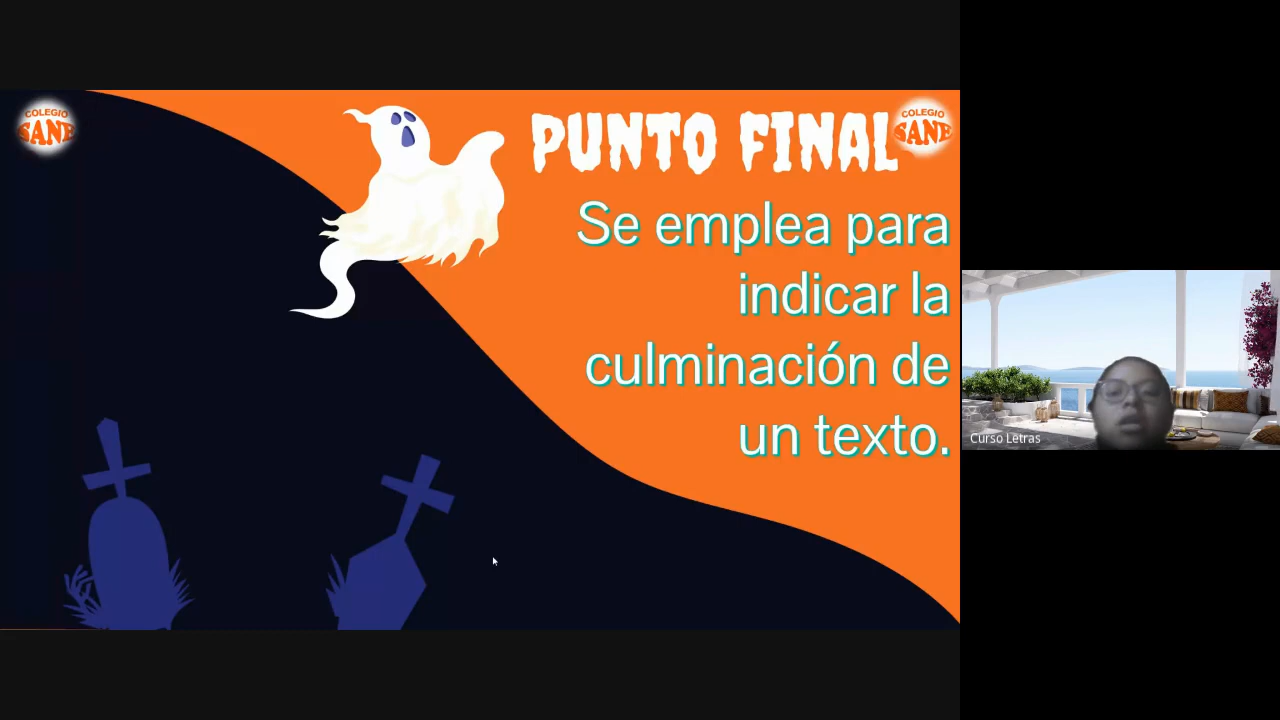 COLEGIO
SANE
PUNTO FINAL
COLEGIO
SANE
Se emplea para
indicar la
culminación de
un texto.
Curso Letras